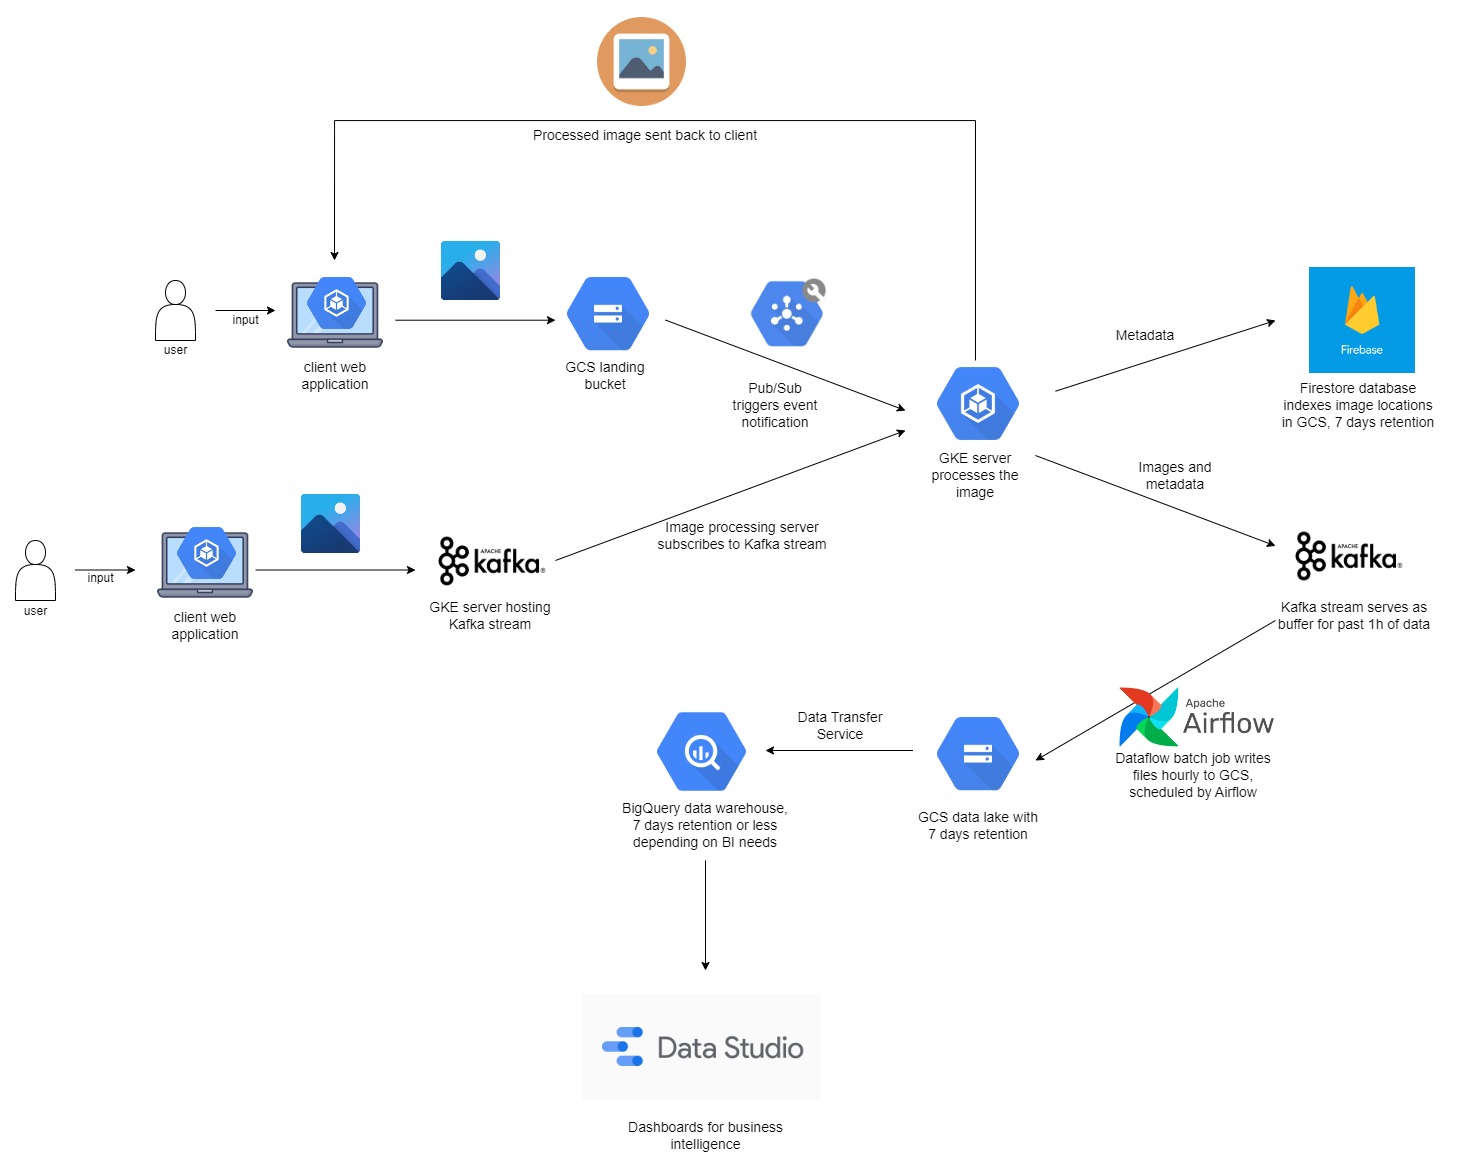 Processed image sent back to client
input
user
client web
application
GCS landing
bucket
Pub/Sub
triggers event
notification
GKE server
processes the
image
Metadata
Firebase
Firestore database
indexes image locations
in GCS, 7 days retention
Images and
metadata
input
user
client web
application
APACHE
kafka®
GKE server hosting
Kafka stream
Image processing server
subscribes to Kafka stream
APACHE
kafka®
Kafka stream serves as
buffer for past 1h of data
Apache
Airflow
Dataflow batch job writes
files hourly to GCS,
scheduled by Airflow
GCS data lake with
7 days retention
Data Transfer
Service
BigQuery data warehouse,
7 days retention or less
depending on BI needs
Data Studio
Dashboards for business
intelligence